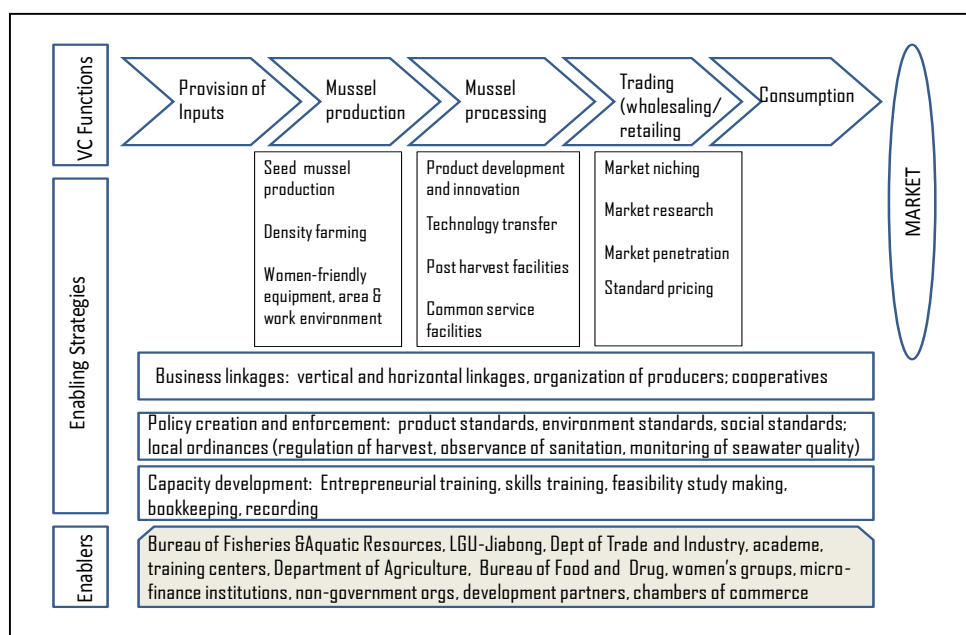 VC Functions
Provision of
Inputs
Mussel
production
Mussel
processing
Trading
(wholesaling/
retailing
Consumption
MARKET
Enabling Strategies
Seed mussel
production
Density farming
Women-friendly
equipment, area &
work environment
Product development
and innovation
Technology transfer
Post harvest facilities
Common service
facilities
Market niching
Market research
Market penetration
Standard pricing
Business linkages: vertical and horizontal linkages, organization of producers; cooperatives
Policy creation and enforcement: product standards, environment standards, social standards;
local ordinances (regulation of harvest, observance of sanitation, monitoring of seawater quality)
Capacity development: Entrepreneurial training, skills training, feasibility study making,
bookkeeping, recording
Enablers
Bureau of Fisheries &Aquatic Resources, LGU-Jiabong, Dept of Trade and Industry, academe,
training centers, Department of Agriculture, Bureau of Food and Drug, women's groups, micro-
finance institutions, non-government orgs, development partners, chambers of commerce